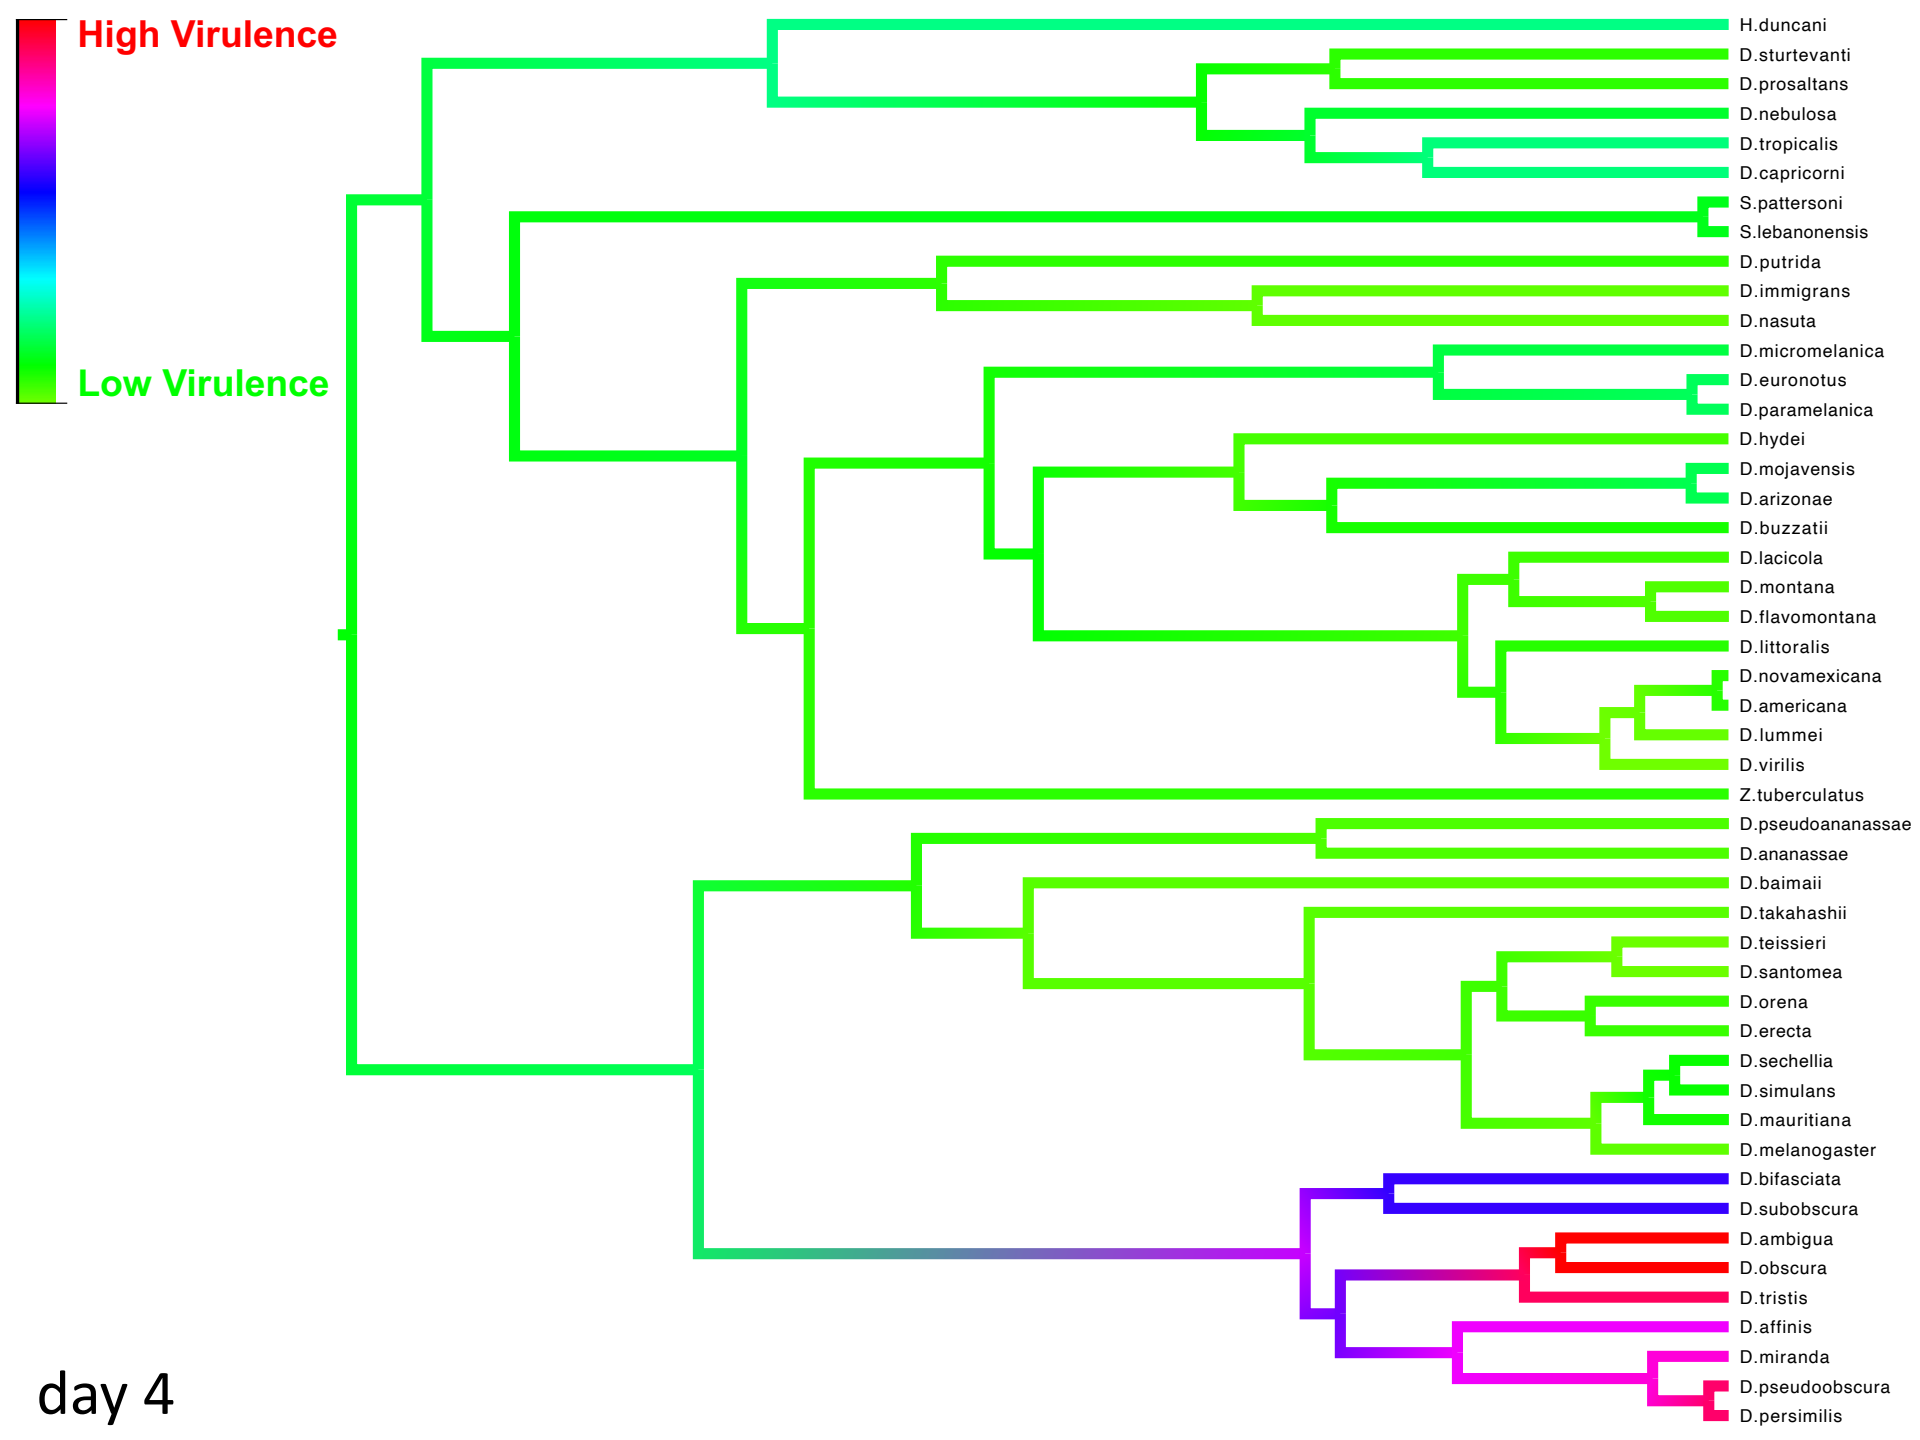 High Virulence
Low Virulence
H.duncani
D.sturtevanti
D.prosaltans
D.nebulosa
D.tropicalis
D.capricorni
S.pattersoni
S.lebanonensis
D.putrida
D.immigrans
D.nasuta
D.micromelanica
D.euronotus
D.paramelanica
D.hydei
D.mojavensis
D.arizonae
D.buzzatii
D.lacicola
D.montana
D.flavomontana
D.littoralis
D.novamexicana
D.americana
D.lummei
D.virilis
Z.tuberculatus
D.pseudoananassae
D.ananassae
D.baimaii
D.takahashii
D.teissieri
D.santomea
D.orena
D.erecta
D.sechellia
D.simulans
D.mauritiana
D.melanogaster
D.bifasciata
D.subobscura
D.ambigua
D.obscura
D.tristis
D.affinis
D.miranda
D.pseudoobscura
D.persimilis
day 4